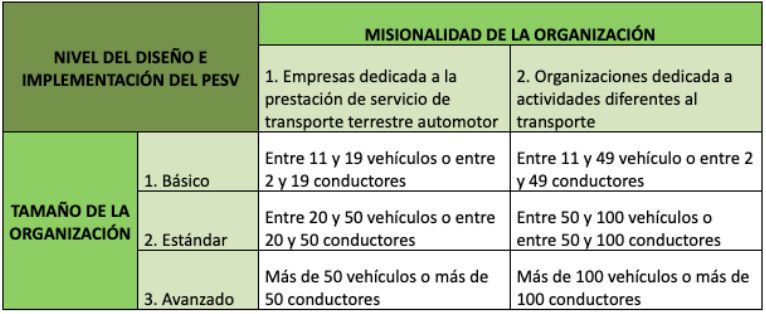 NIVEL DEL DISEÑO E
IMPLEMENTACIÓN DEL PESV
MISIONALIDAD DE LA ORGANIZACIÓN
1. Empresas dedicada a la
prestación de servicio de
transporte terrestre automotor
2. Organizaciones dedicada a
actividades diferentes al
transporte
TAMAÑO DE LA
ORGANIZACIÓN
1. Básico
Entre 11 y 19 vehículos o entre
2 y 19 conductores
Entre 11 y 49 vehículo o entre 2
y 49 conductores
2. Estándar
Entre 20 y 50 vehículos o entre
20 y 50 conductores
Entre 50 y 100 vehículos o
entre 50 y 100 conductores
3. Avanzado
Más de 50 vehículos o más de
50 conductores
Más de 100 vehículos o más de
100 conductores